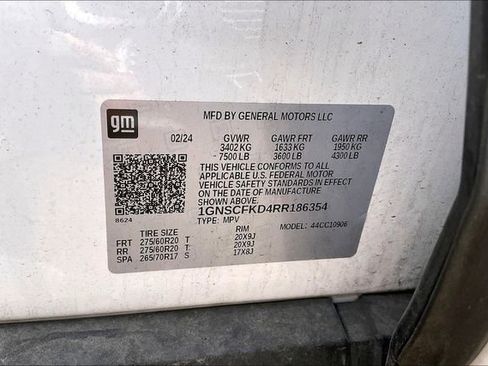 gm
MFD BY GENERAL MOTORS LLC
02/24 GVWR GAWR FRT GAWR RR
3402 KG 1633 KG 1950 KG
7500 LB 3600 LB 4300 LB
THIS VEHICLE CONFORMS TO ALL
APPLICABLE U.S. FEDERAL MOTOR
VEHICLE SAFETY STANDARDS IN EFFECT
ON THE DATE OF MANUFACTURE
SHOWN ABOVE.
8624
1GNSCFKD4RR186354
TYPE: MPV MODEL: 44CC10906
TIRE SIZE RIM
FRT 275/60R20 T 20X9J
RR 275/60R20 T 20X9J
SPA 265/70R17 S 17X8J